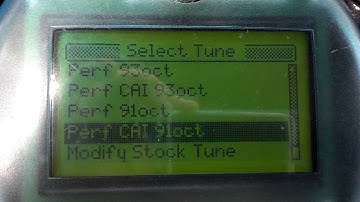 Select Tune
Perf 93oct
Perf CAI 93oct
Perf 91oct
Perf CAI 91oct
Modify Stock Tune